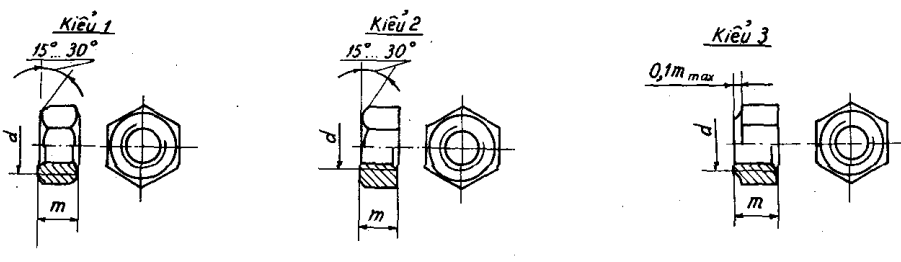 Kiểu 1
15°... 30°
d
m
Kiểu 2
15°... 30°
d
m
Kiểu 3
0,1m max
d
m